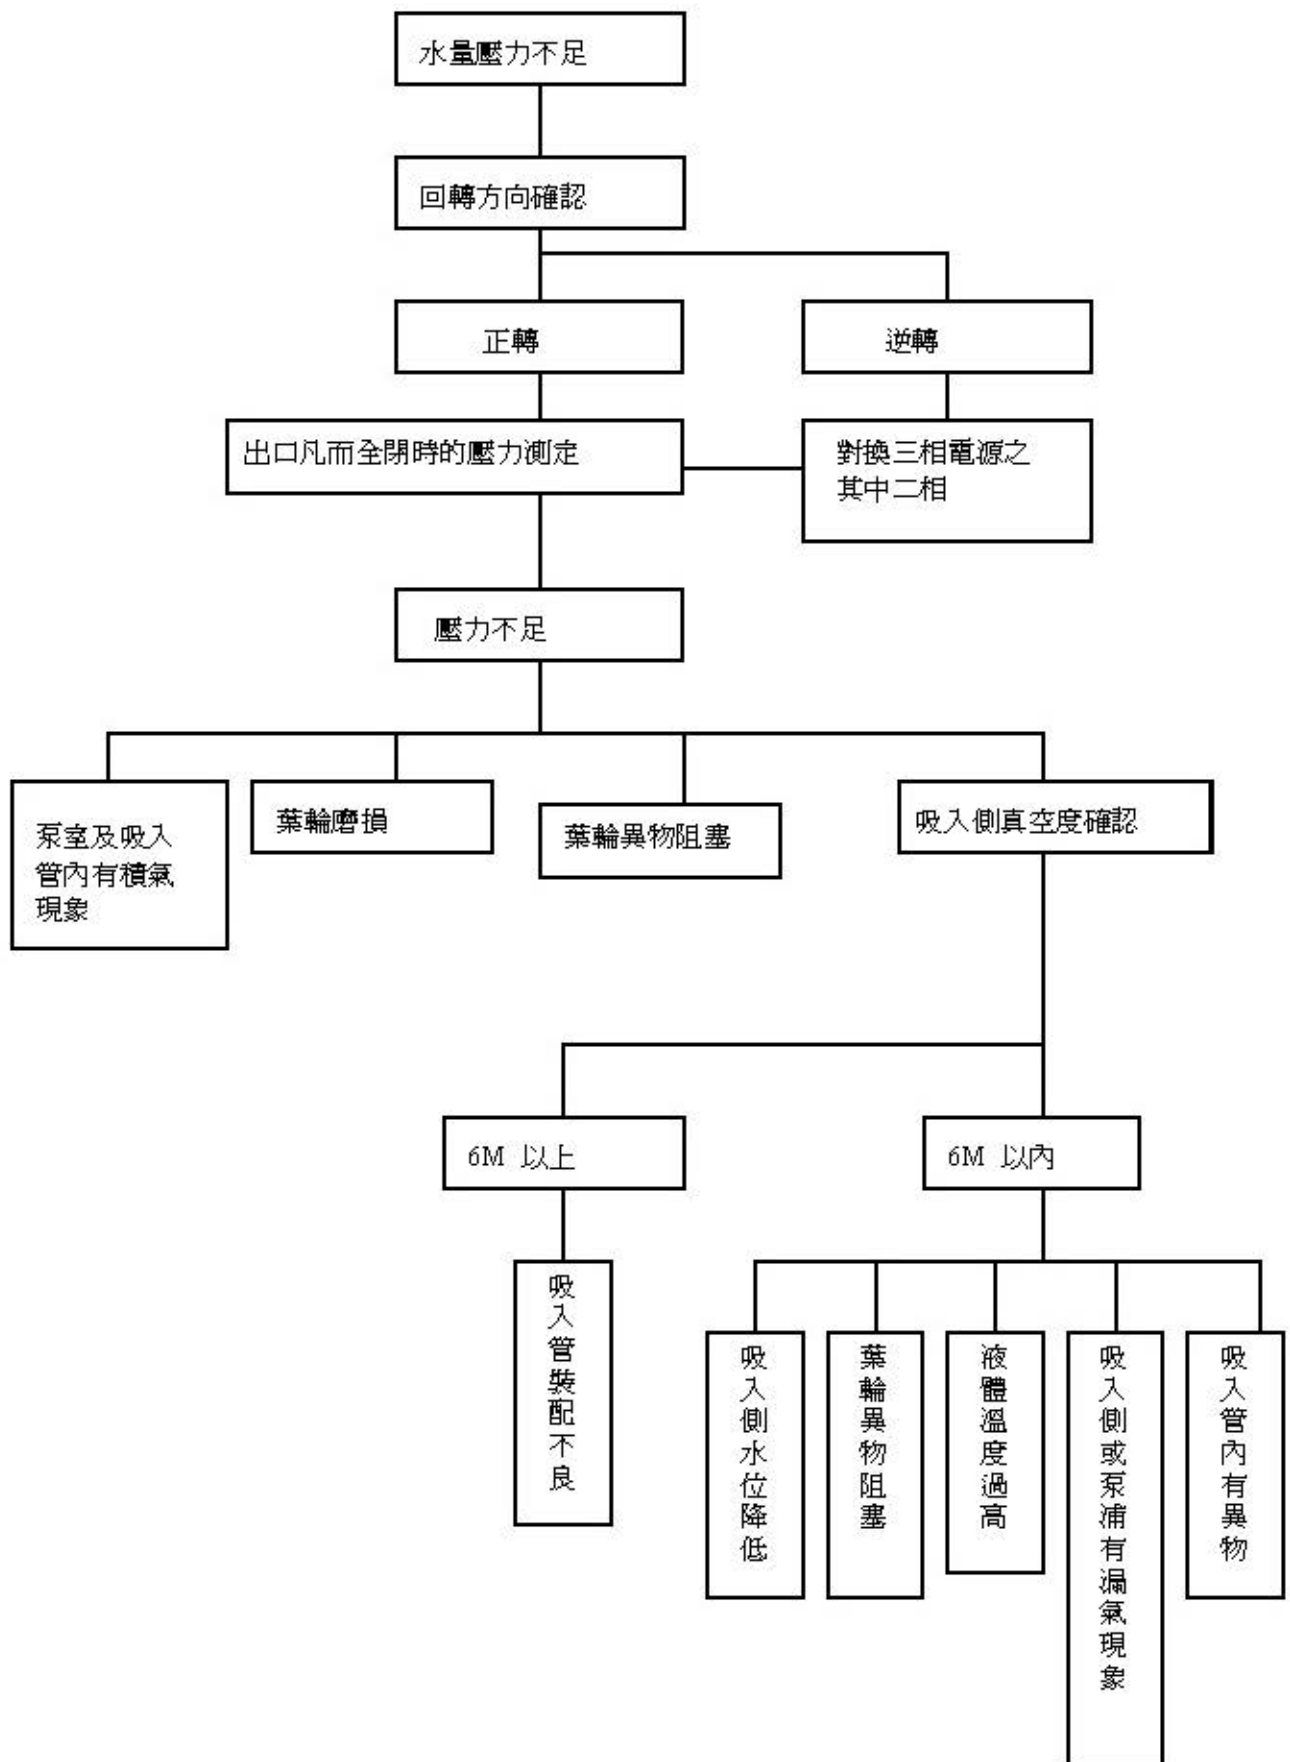 水量壓力不足
回轉方向確認
正轉
逆轉
出口凡而全閉時的壓力測定
對換三相電源之
其中二相
壓力不足
泵室及吸入
管內有積氣
現象
葉輪磨損
葉輪異物阻塞
吸入側真空度確認
6M 以上
6M 以內
吸入管裝配不良
吸入側水位降低
葉輪異物阻塞
液體溫度過高
吸入側或泵浦有漏氣現象
吸入管內有異物